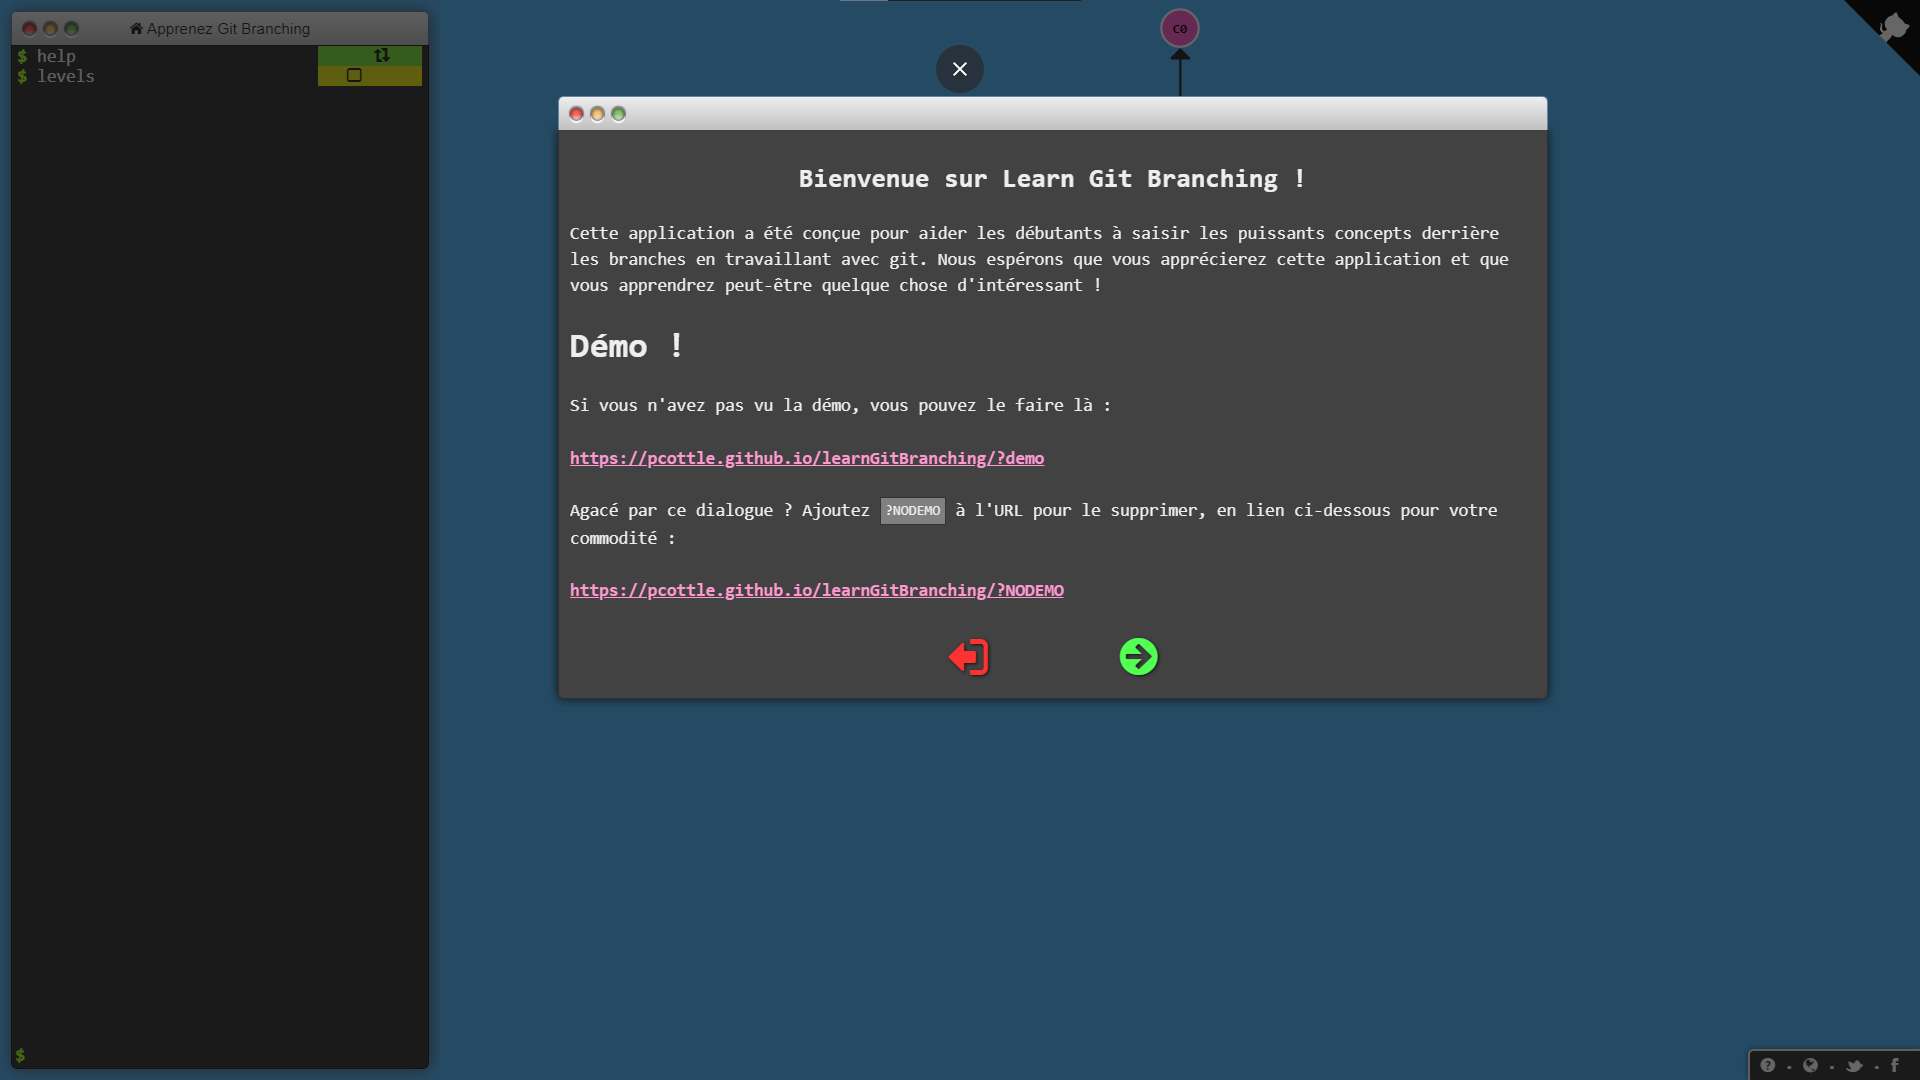 Apprenez Git Branching
$ help
$ levels
$
C0
Bienvenue sur Learn Git Branching !
Cette application a été conçue pour aider les débutants à saisir les puissants concepts derrière
les branches en travaillant avec git. Nous espérons que vous apprécierez cette application et que
vous apprendrez peut-être quelque chose d'intéressant !
Démo !
Si vous n'avez pas vu la démo, vous pouvez le faire là :
https://pcottle.github.io/learnGitBranching/?demo
Agacé par ce dialogue ? Ajoutez ?NODEMO à l'URL pour le supprimer, en lien ci-dessous pour votre
commodité :
https://pcottle.github.io/learnGitBranching/?NODEMO